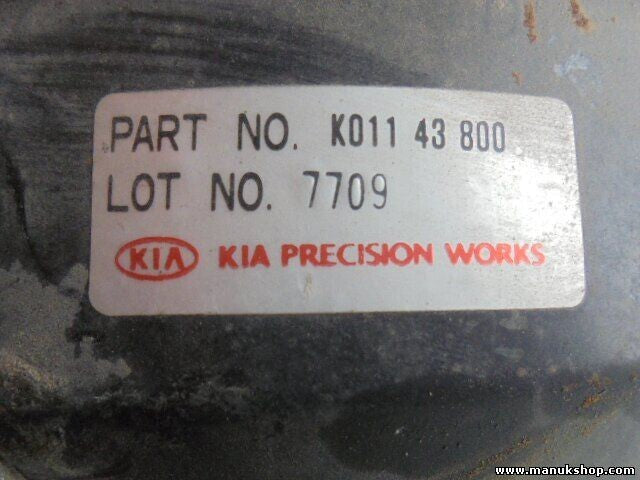 PART NO. K011 43 800
LOT NO. 7709
KIA KIA PRECISION WORKS
www.manukshop.com